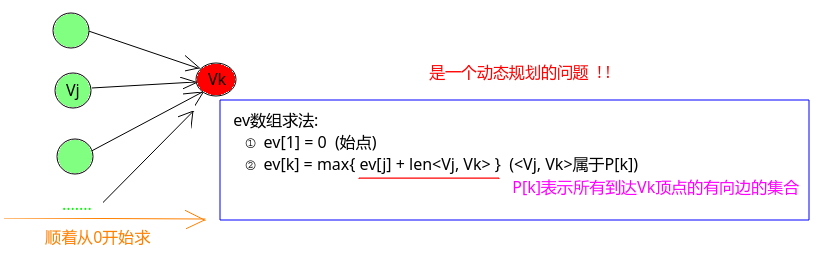 Vj
Vk
.......
顺着从0开始求
是一个动态规划的问题 ! !
ev数组求法:
① ev[1] = 0 (始点)
② ev[k] = max{ ev[j] + len<Vj, Vk> } (<Vj, Vk>属于P[k])
P[k]表示所有到达Vk顶点的有向边的集合